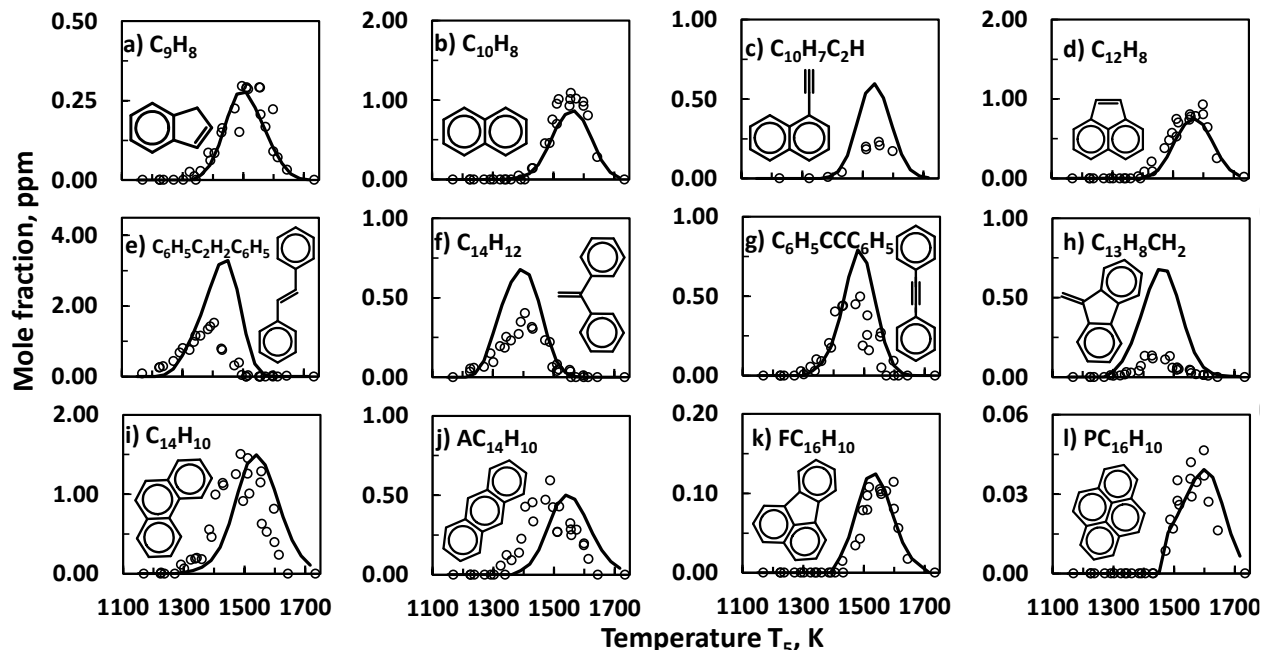 Mole fraction, ppm
0.50
0.25
0.00
a) C₉H₈
2.00
1.00
0.00
b) C₁₀H₈
1.00
0.50
0.00
c) C₁₀H₇C₂H
2.00
1.00
0.00
d) C₁₂H₈
4.00
2.00
0.00
e) C₆H₅C₂H₂C₆H₅
1.00
0.50
0.00
f) C₁₄H₁₂
1.00
0.50
0.00
g) C₆H₅CCC₆H₅
1.00
0.50
0.00
h) C₁₃H₈CH₂
2.00
1.00
0.00
i) C₁₄H₁₀
1100 1300 1500 1700
1.00
0.50
0.00
j) AC₁₄H₁₀
1100 1300 1500 1700
0.20
0.10
0.00
k) FC₁₆H₁₀
1100 1300 1500 1700
0.06
0.03
0.00
l) PC₁₆H₁₀
1100 1300 1500 1700
Temperature T₅, K